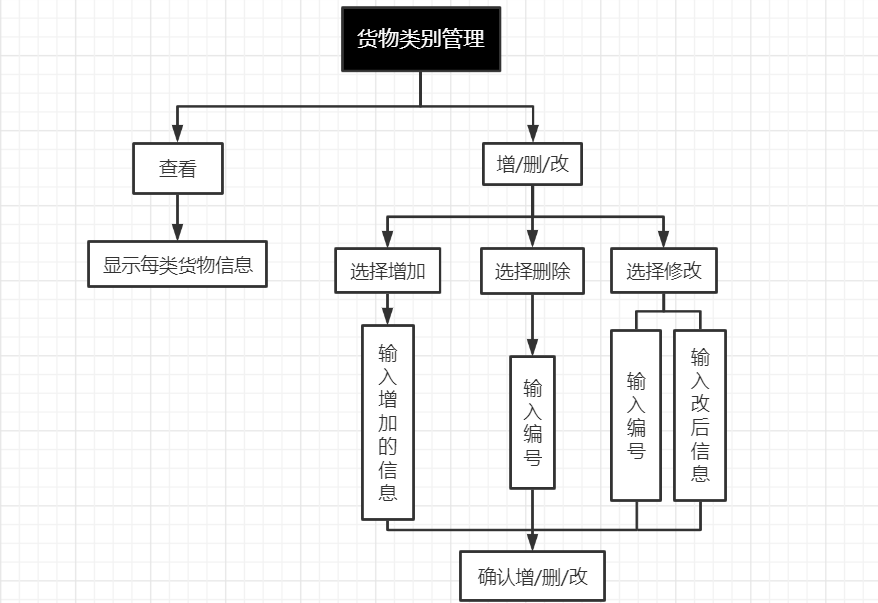 货物类别管理
查看
增/删/改
显示每类货物信息
选择增加
选择删除
选择修改
输入增加的信息
输入编号
输入编号
输入改后信息
确认增/删/改